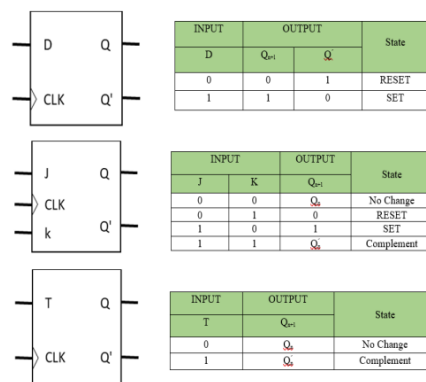 D Q
CLK Q'
INPUT OUTPUT State
D Qn+1 Q'
0 0 1 RESET
1 1 0 SET
J Q
CLK
k Q'
INPUT OUTPUT State
J K Qn+1
0 0 Qn No Change
0 1 0 RESET
1 0 1 SET
1 1 Qn' Complement
T Q
CLK Q'
INPUT OUTPUT State
T Qn+1
0 Qn No Change
1 Qn' Complement